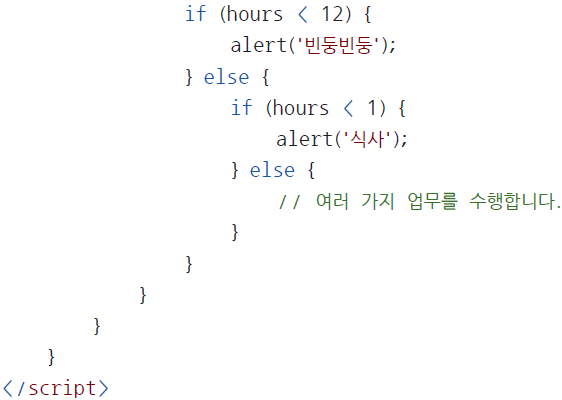 if (hours < 12) {
alert('빈둥빈둥');
} else {
if (hours < 1) {
alert('식사');
} else {
// 여러 가지 업무를 수행합니다.
}
}
}
}
}
</script>